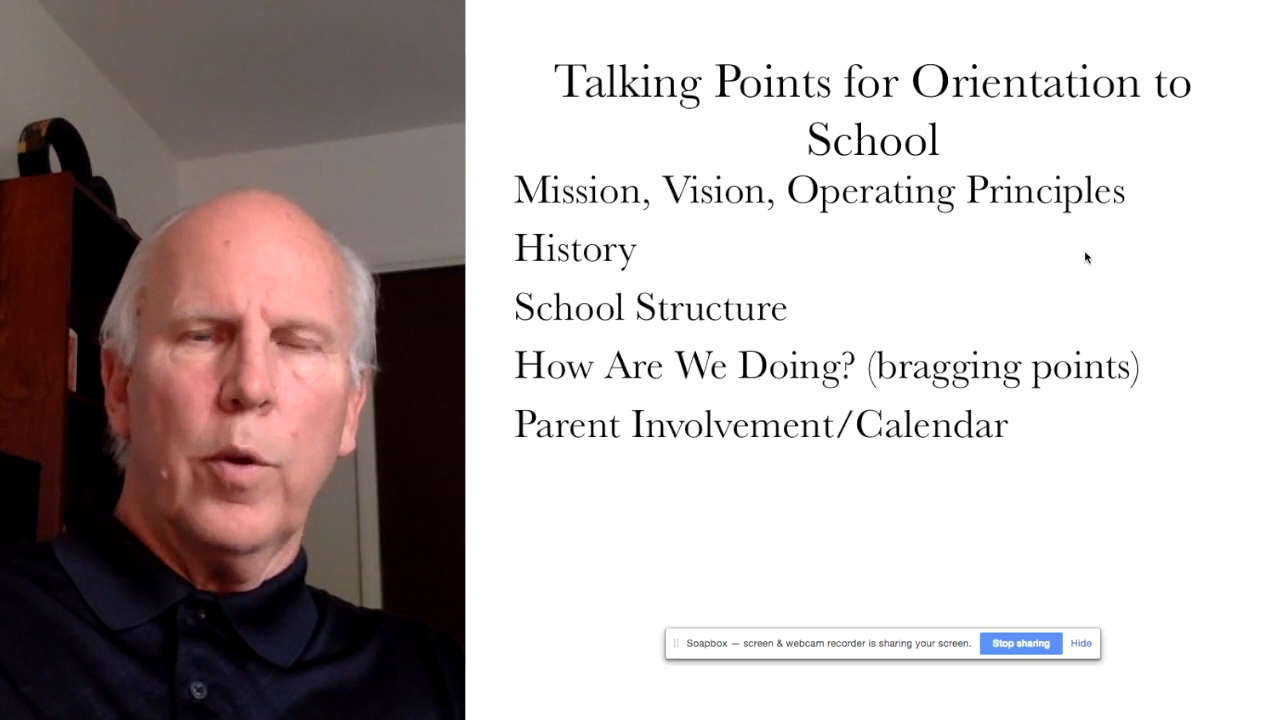 Talking Points for Orientation to
School
Mission, Vision, Operating Principles
History
School Structure
How Are We Doing? (bragging points)
Parent Involvement/Calendar
Soapbox — screen & webcam recorder is sharing your screen. Stop sharing Hide